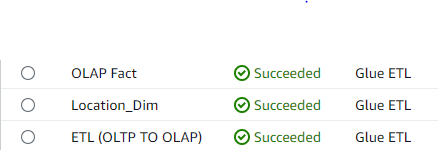 OLAP Fact Succeeded Glue ETL
Location_Dim Succeeded Glue ETL
ETL (OLTP TO OLAP) Succeeded Glue ETL